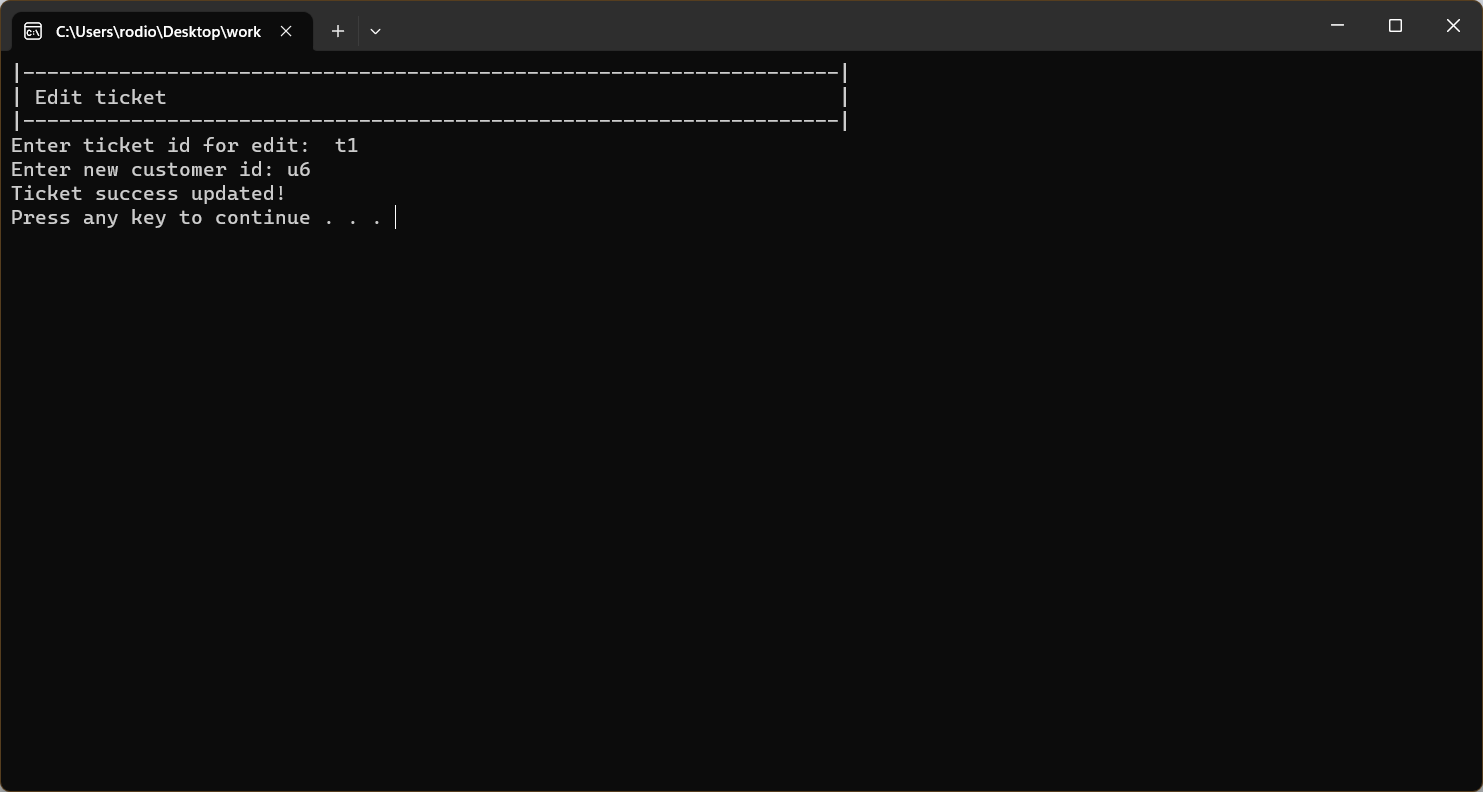 C:\Users\rodio\Desktop\work
|--------------------------------------------------------------------|
| Edit ticket                                                        |
|--------------------------------------------------------------------|
Enter ticket id for edit:  t1
Enter new customer id: u6
Ticket success updated!
Press any key to continue . . .